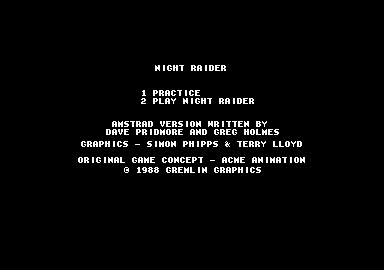 NIGHT RAIDER
1 PRACTICE
2 PLAY NIGHT RAIDER
AMSTRAD VERSION WRITTEN BY
DAVE PRIDMORE AND GREG HOLMES
GRAPHICS - SIMON PHIPPS & TERRY LLOYD
ORIGINAL GAME CONCEPT - ACME ANIMATION
© 1988 GREMLIN GRAPHICS